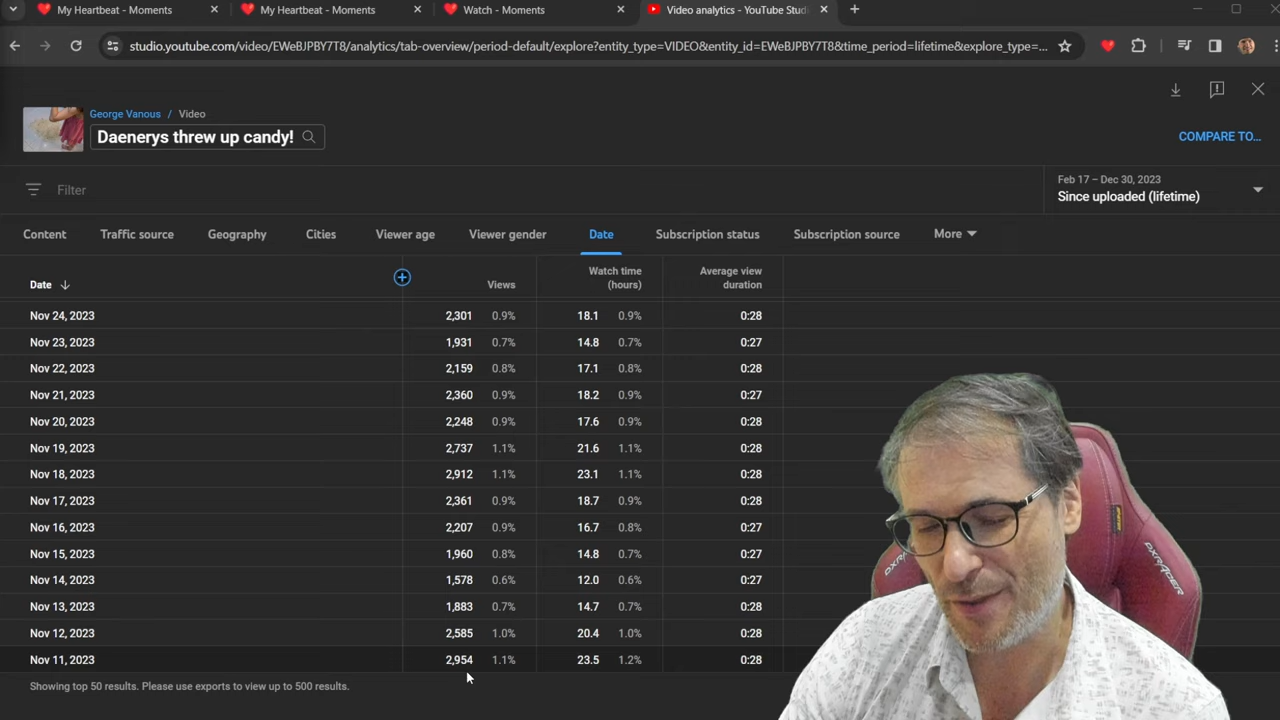 My Heartbeat - Moments
My Heartbeat - Moments
Watch - Moments
Video analytics - YouTube Stud
studio.youtube.com/video/EWeBJPBY7T8/analytics/tab-overview/period-default/explore?entity_type=VIDEO&entity_id=EWeBJPBY7T8&time_period=lifetime&explore_type=...
George Vanous / Video
Daenerys threw up candy!
COMPARE TO...
Filter
Feb 17 – Dec 30, 2023
Since uploaded (lifetime)
Content Traffic source Geography Cities Viewer age Viewer gender Date Subscription status Subscription source More
Date Views Watch time (hours) Average view duration
Nov 24, 2023 2,301 0.9% 18.1 0.9% 0:28
Nov 23, 2023 1,931 0.7% 14.8 0.7% 0:27
Nov 22, 2023 2,159 0.8% 17.1 0.8% 0:28
Nov 21, 2023 2,360 0.9% 18.2 0.9% 0:27
Nov 20, 2023 2,248 0.9% 17.6 0.9% 0:28
Nov 19, 2023 2,737 1.1% 21.6 1.1% 0:28
Nov 18, 2023 2,912 1.1% 23.1 1.1% 0:28
Nov 17, 2023 2,361 0.9% 18.7 0.9% 0:28
Nov 16, 2023 2,207 0.9% 16.7 0.8% 0:27
Nov 15, 2023 1,960 0.8% 14.8 0.7% 0:27
Nov 14, 2023 1,578 0.6% 12.0 0.6% 0:27
Nov 13, 2023 1,883 0.7% 14.7 0.7% 0:28
Nov 12, 2023 2,585 1.0% 20.4 1.0% 0:28
Nov 11, 2023 2,954 1.1% 23.5 1.2% 0:28
Showing top 50 results. Please use exports to view up to 500 results.
DXRACER